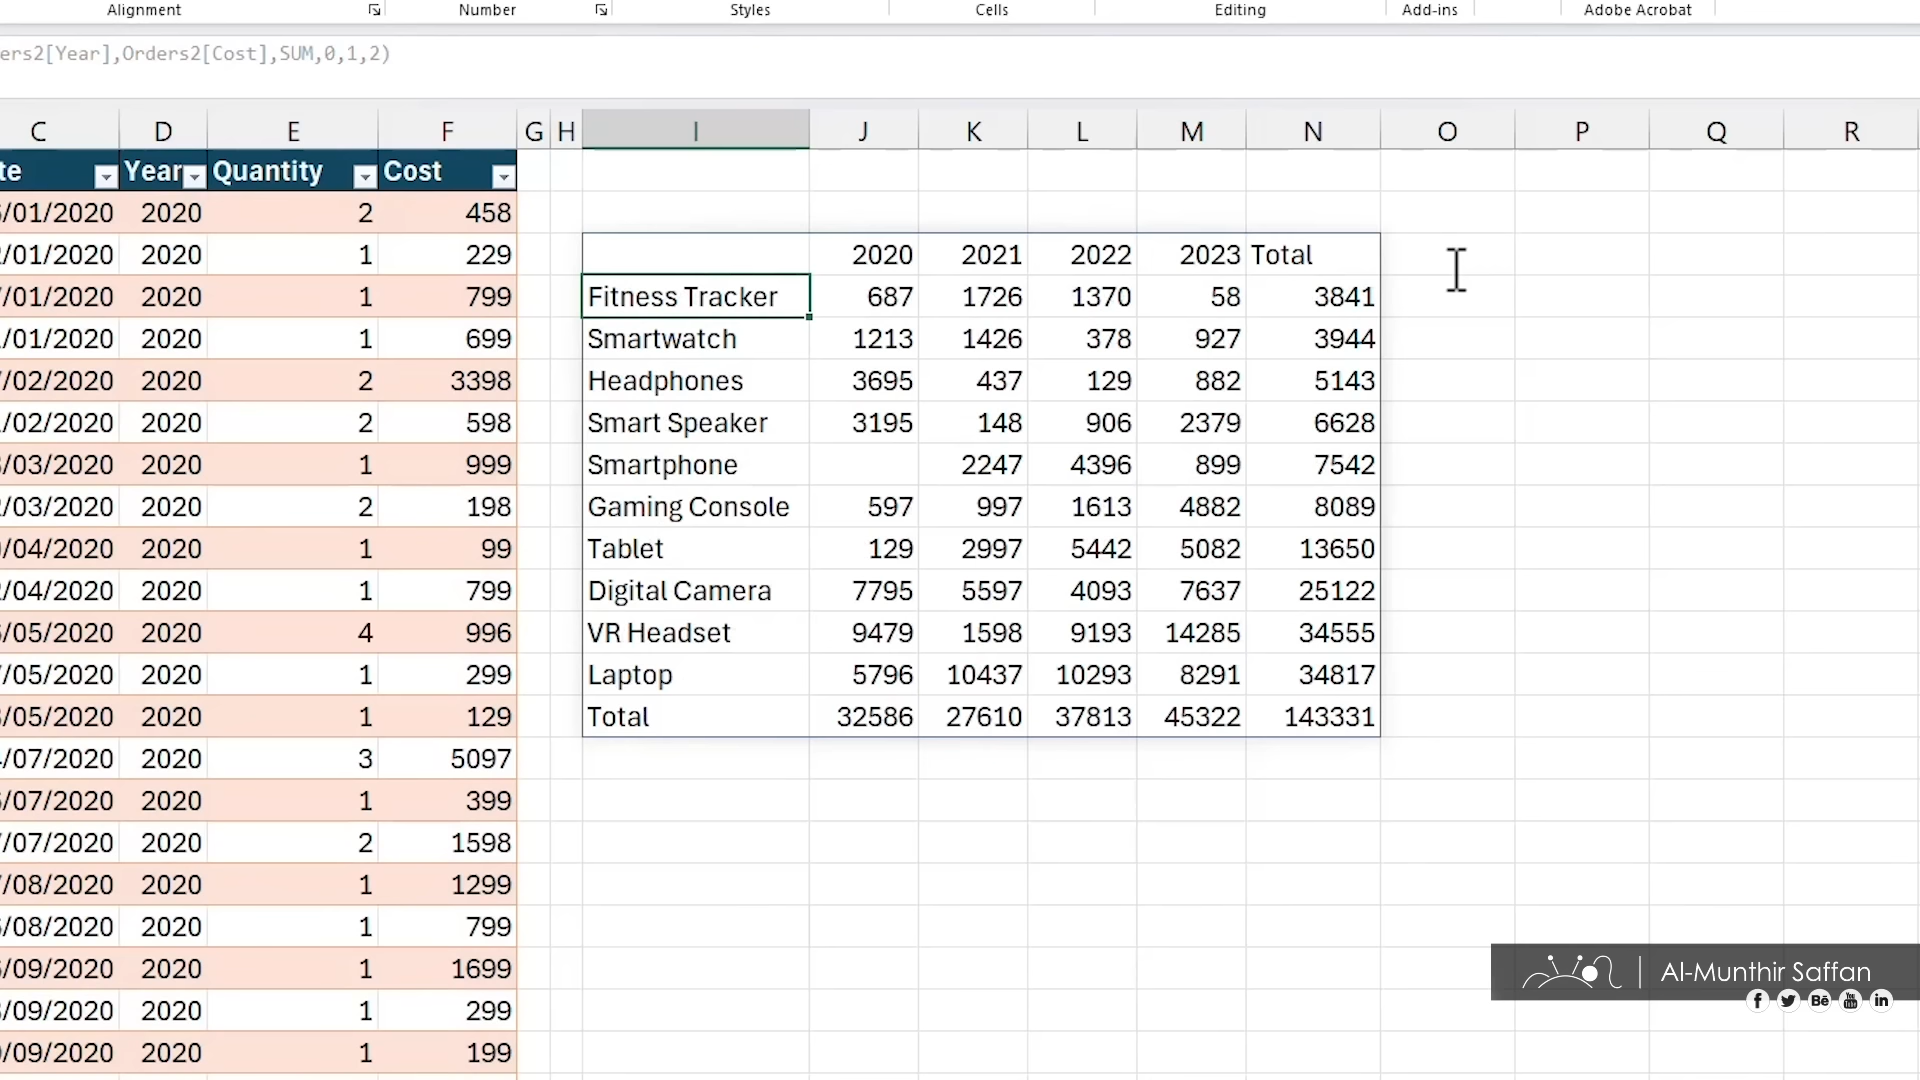 Alignment Number Styles Cells Editing Add-ins Adobe Acrobat
ers2[Year],Orders2[Cost],SUM,0,1,2)
C D E F G H I J K L M N O P Q R
te Year Quantity Cost
/01/2020 2020 2 458
/01/2020 2020 1 229 2020 2021 2022 2023 Total
/01/2020 2020 1 799 Fitness Tracker 687 1726 1370 58 3841
/01/2020 2020 1 699 Smartwatch 1213 1426 378 927 3944
/02/2020 2020 2 3398 Headphones 3695 437 129 882 5143
/02/2020 2020 2 598 Smart Speaker 3195 148 906 2379 6628
/03/2020 2020 1 999 Smartphone 2247 4396 899 7542
/03/2020 2020 2 198 Gaming Console 597 997 1613 4882 8089
/04/2020 2020 1 99 Tablet 129 2997 5442 5082 13650
/04/2020 2020 1 799 Digital Camera 7795 5597 4093 7637 25122
/05/2020 2020 4 996 VR Headset 9479 1598 9193 14285 34555
/05/2020 2020 1 299 Laptop 5796 10437 10293 8291 34817
/05/2020 2020 1 129 Total 32586 27610 37813 45322 143331
/07/2020 2020 3 5097
/07/2020 2020 1 399
/07/2020 2020 2 1598
/08/2020 2020 1 1299
/08/2020 2020 1 799
/09/2020 2020 1 1699
/09/2020 2020 1 299
/09/2020 2020 1 199
Al-Munthir Saffan